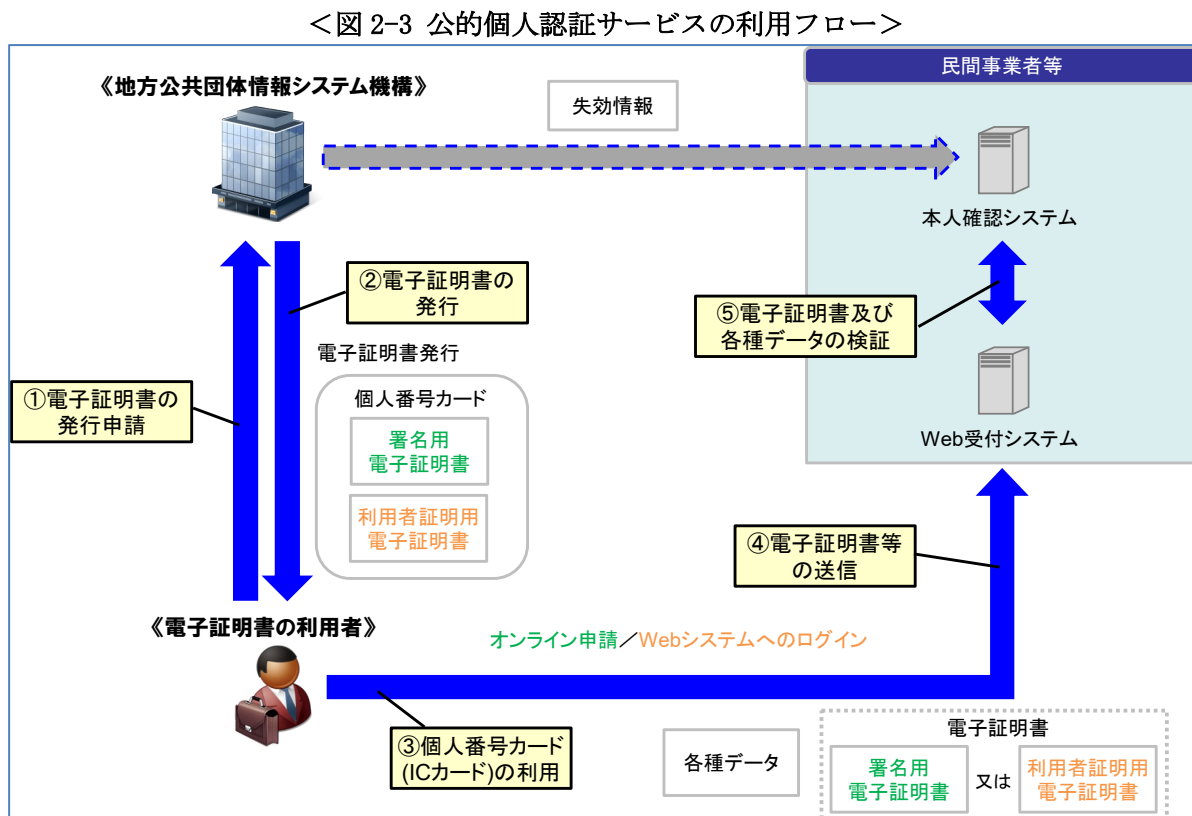 ＜図 2-3 公的個人認証サービスの利用フロー＞
民間事業者等
《地方公共団体情報システム機構》
失効情報
本人確認システム
②電子証明書の
発行
⑤電子証明書及び
各種データの検証
電子証明書発行
①電子証明書の
発行申請
個人番号カード
署名用
電子証明書
利用者証明用
電子証明書
Web受付システム
④電子証明書等
の送信
《電子証明書の利用者》
オンライン申請／Webシステムへのログイン
③個人番号カード
(ICカード)の利用
各種データ
電子証明書
署名用
電子証明書
又は
利用者証明用
電子証明書